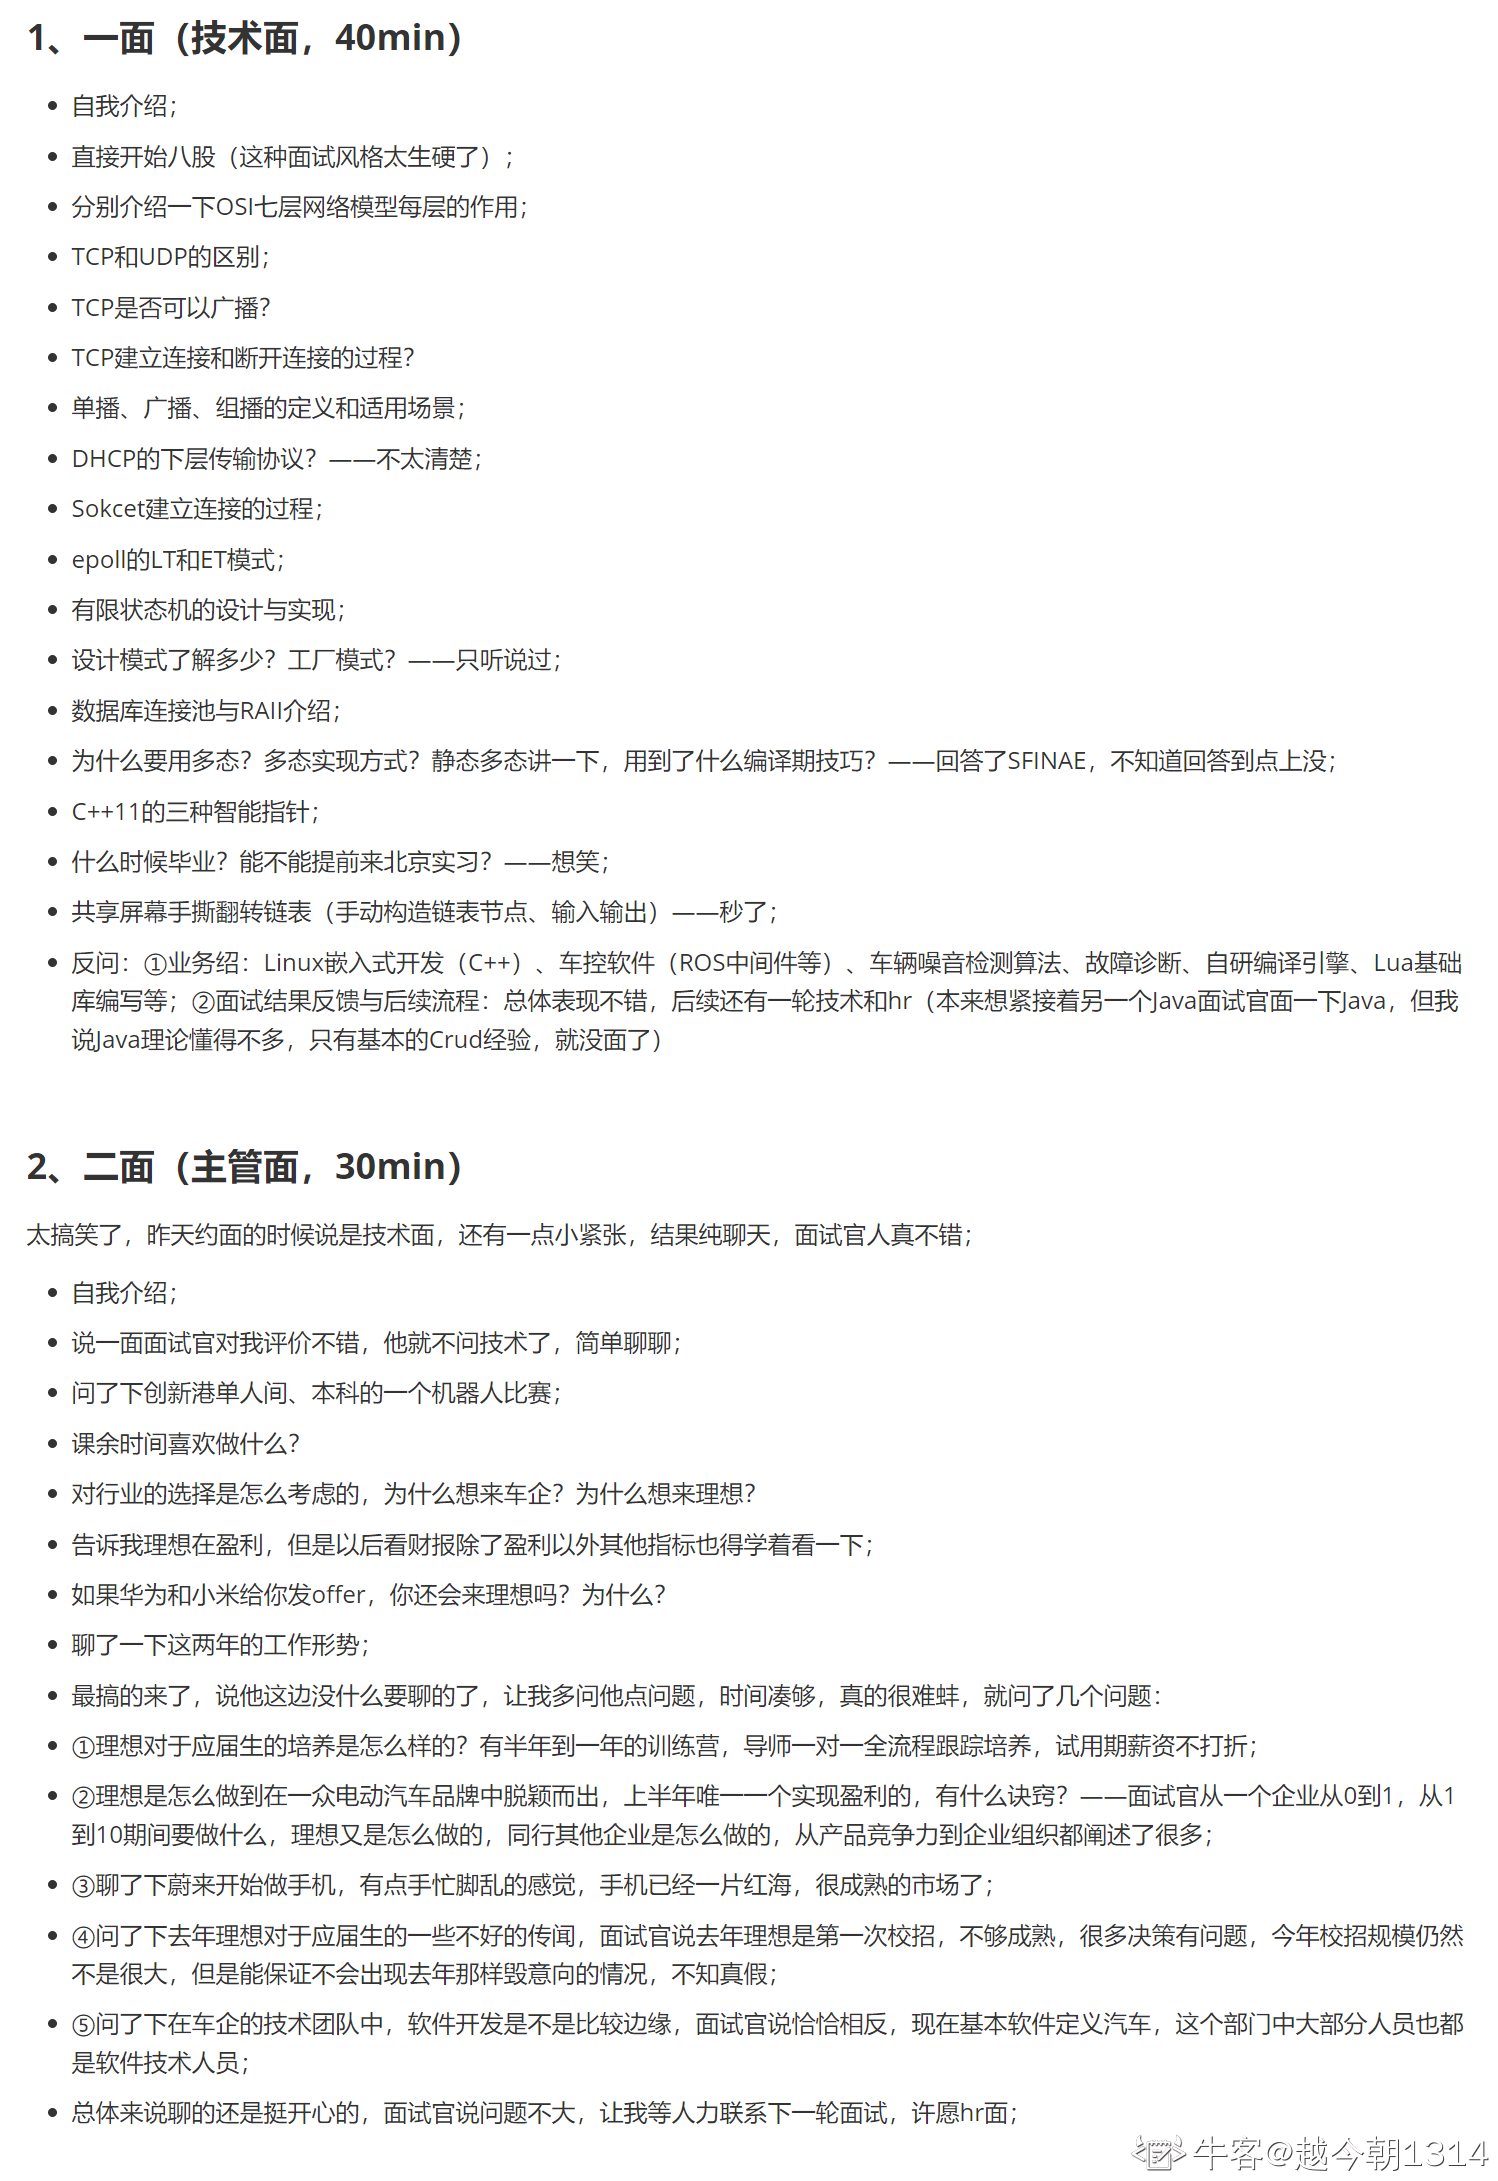 1、一面（技术面，40min）
自我介绍；
直接开始八股（这种面试风格太生硬了）；
分别介绍一下OSI七层网络模型每层的作用；
TCP和UDP的区别；
TCP是否可以广播？
TCP建立连接和断开连接的过程？
单播、广播、组播的定义和适用场景；
DHCP的下层传输协议？——不太清楚；
Sokcet建立连接的过程；
epoll的LT和ET模式；
有限状态机的设计与实现；
设计模式了解多少？工厂模式？——只听说过；
数据库连接池与RAII介绍；
为什么要用多态？多态实现方式？静态多态讲一下，用到了什么编译期技巧？——回答了SFINAE，不知道回答到点上没；
C++11的三种智能指针；
什么时候毕业？能不能提前来北京实习？——想笑；
共享屏幕手撕翻转链表（手动构造链表节点、输入输出）——秒了；
反问：①业务绍：Linux嵌入式开发（C++）、车控软件（ROS中间件等）、车辆噪音检测算法、故障诊断、自研编译引擎、Lua基础
库编写等；②面试结果反馈与后续流程：总体表现不错，后续还有一轮技术和hr（本来想紧接着另一个Java面试官面一下Java，但我
说Java理论懂得不多，只有基本的Crud经验，就没面了）
2、二面（主管面，30min）
太搞笑了，昨天约面的时候说是技术面，还有一点小紧张，结果纯聊天，面试官人真不错；
自我介绍；
说一面面试官对我评价不错，他就不问技术了，简单聊聊；
问了下创新港单人间、本科的一个机器人比赛；
课余时间喜欢做什么？
对行业的选择是怎么考虑的，为什么想来车企？为什么想来理想？
告诉我理想在盈利，但是以后看财报除了盈利以外其他指标也得学着看一下；
如果华为和小米给你发offer，你还会来理想吗？为什么？
聊了一下这两年的工作形势；
最搞的来了，说他这边没什么要聊的了，让我多问他点问题，时间凑够，真的很难蚌，就问了几个问题：
①理想对于应届生的培养是怎么样的？有半年到一年的训练营，导师一对一全流程跟踪培养，试用期薪资不打折；
②理想是怎么做到在一众电动汽车品牌中脱颖而出，上半年唯一一个实现盈利的，有什么诀窍？——面试官从一个企业从0到1，从1
到10期间要做什么，理想又是怎么做的，同行其他企业是怎么做的，从产品竞争力到企业组织都阐述了很多；
③聊了下蔚来开始做手机，有点手忙脚乱的感觉，手机已经一片红海，很成熟的市场了；
④问了下去年理想对于应届生的一些不好的传闻，面试官说去年理想是第一次校招，不够成熟，很多决策有问题，今年校招规模仍然
不是很大，但是能保证不会出现去年那样毁意向的情况，不知真假；
⑤问了下在车企的技术团队中，软件开发是不是比较边缘，面试官说恰恰相反，现在基本软件定义汽车，这个部门中大部分人员也都
是软件技术人员；
总体来说聊的还是挺开心的，面试官说问题不大，让我等人力联系下一轮面试，许愿hr面；
牛客@越今朝1314